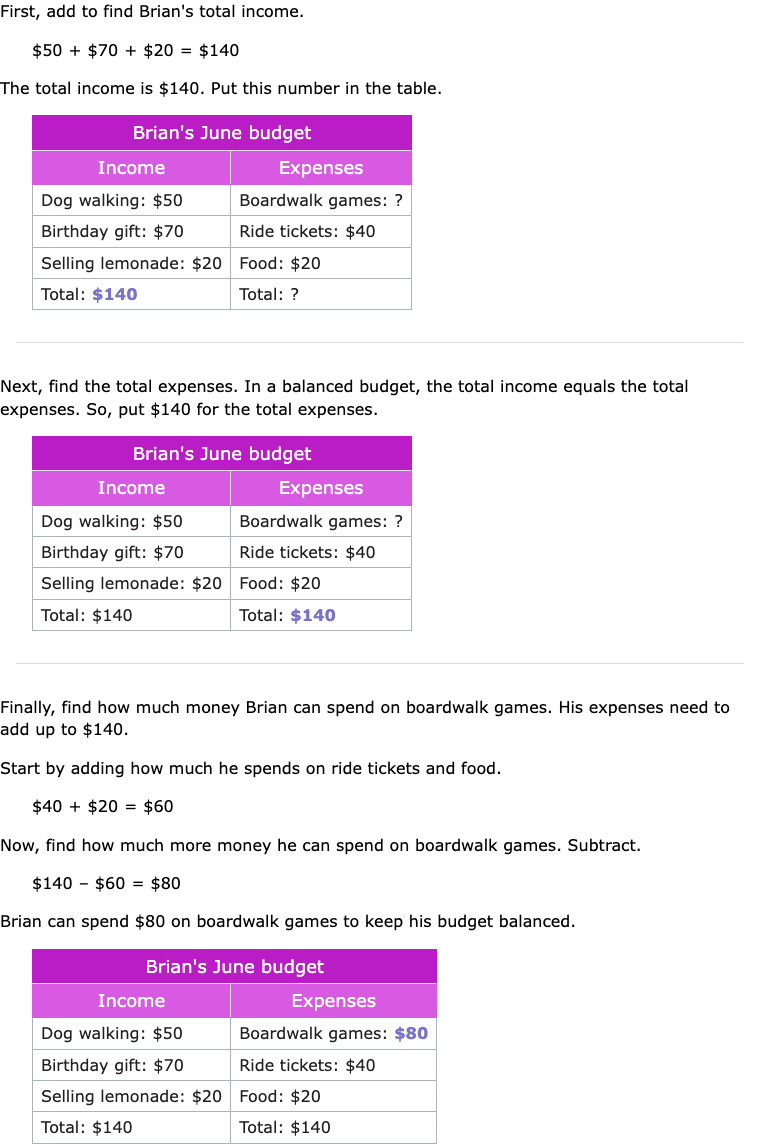 First, add to find Brian's total income.
$50 + $70 + $20 = $140
The total income is $140. Put this number in the table.
Brian's June budget
Income Expenses
Dog walking: $50 Boardwalk games: ?
Birthday gift: $70 Ride tickets: $40
Selling lemonade: $20 Food: $20
Total: $140 Total: ?
Next, find the total expenses. In a balanced budget, the total income equals the total
expenses. So, put $140 for the total expenses.
Brian's June budget
Income Expenses
Dog walking: $50 Boardwalk games: ?
Birthday gift: $70 Ride tickets: $40
Selling lemonade: $20 Food: $20
Total: $140 Total: $140
Finally, find how much money Brian can spend on boardwalk games. His expenses need to
add up to $140.
Start by adding how much he spends on ride tickets and food.
$40 + $20 = $60
Now, find how much more money he can spend on boardwalk games. Subtract.
$140 – $60 = $80
Brian can spend $80 on boardwalk games to keep his budget balanced.
Brian's June budget
Income Expenses
Dog walking: $50 Boardwalk games: $80
Birthday gift: $70 Ride tickets: $40
Selling lemonade: $20 Food: $20
Total: $140 Total: $140